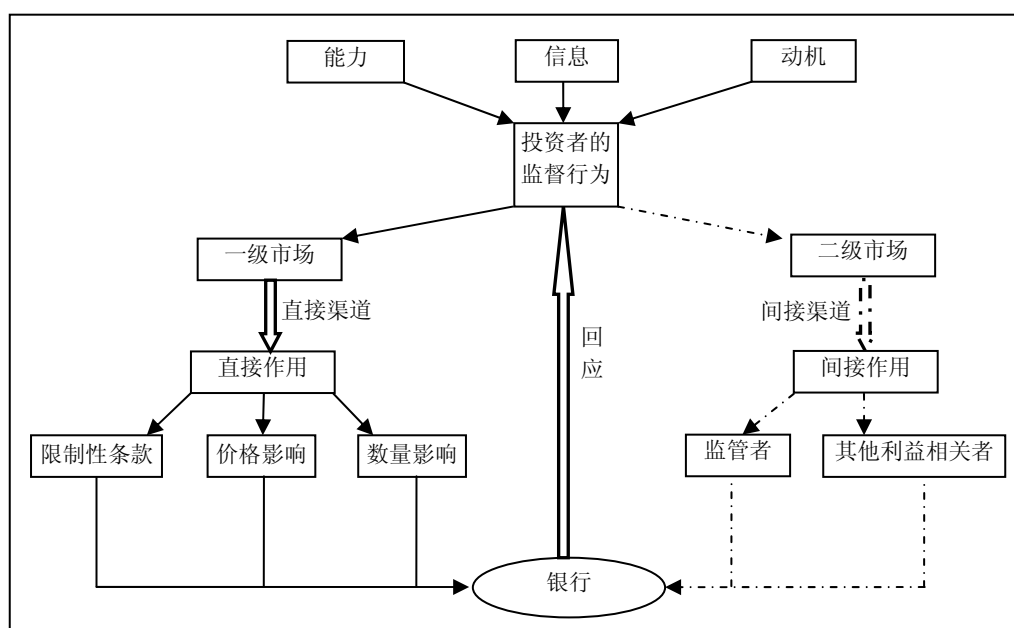 能力
信息
动机
投资者的
监督行为
一级市场
二级市场
直接渠道
间接渠道
回
应
直接作用
间接作用
限制性条款
价格影响
数量影响
监管者
其他利益相关者
银行